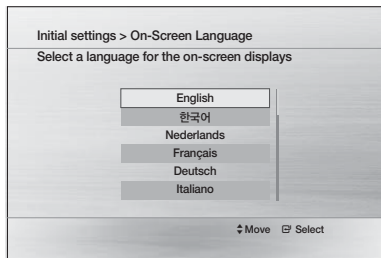 Initial settings > On-Screen Language
Select a language for the on-screen displays
English
한국어
Nederlands
Français
Deutsch
Italiano
Move Select